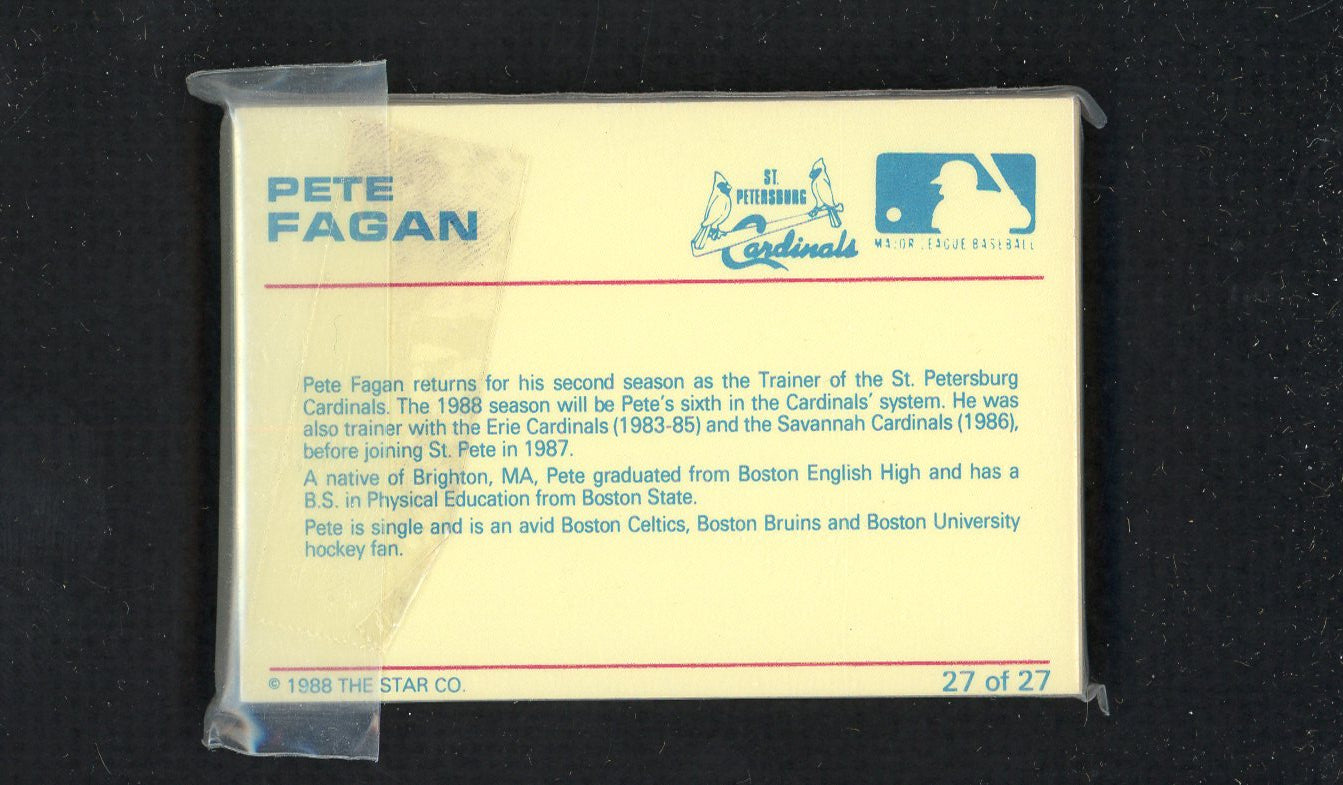 PETE
FAGAN
ST.
PETERSBURG
Cardinals
MAJOR LEAGUE BASEBALL
Pete Fagan returns for his second season as the Trainer of the St. Petersburg
Cardinals. The 1988 season will be Pete's sixth in the Cardinals' system. He was
also trainer with the Erie Cardinals (1983-85) and the Savannah Cardinals (1986),
before joining St. Pete in 1987.
A native of Brighton, MA, Pete graduated from Boston English High and has a
B.S. in Physical Education from Boston State.
Pete is single and is an avid Boston Celtics, Boston Bruins and Boston University
hockey fan.
© 1988 THE STAR CO.
27 of 27